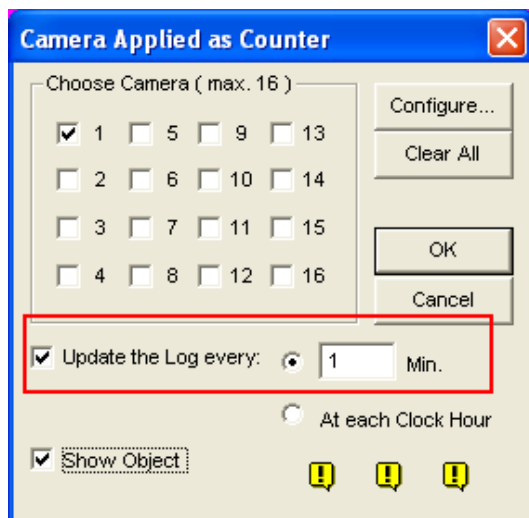 Camera Applied as Counter
Choose Camera ( max. 16 )
1 5 9 13
2 6 10 14
3 7 11 15
4 8 12 16
Configure...
Clear All
OK
Cancel
Update the Log every: 1 Min.
At each Clock Hour
Show Object